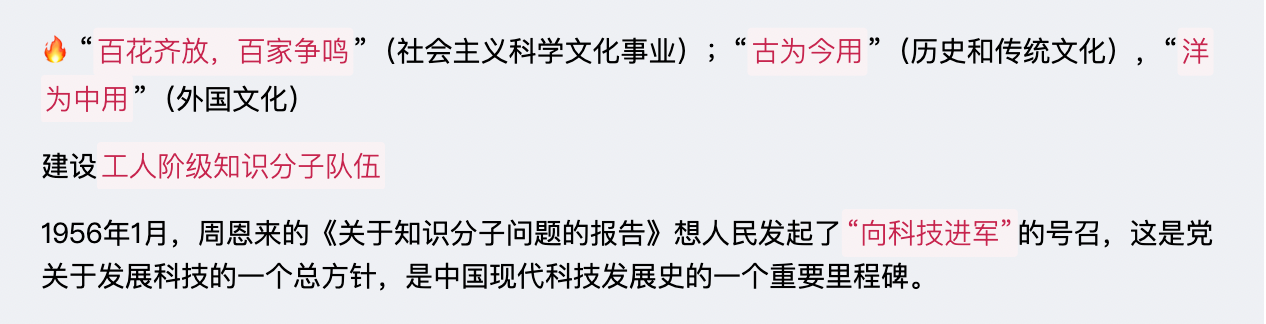 🔥 “百花齐放，百家争鸣”（社会主义科学文化事业）；“古为今用”（历史和传统文化），“洋
为中用”（外国文化）
建设工人阶级知识分子队伍
1956年1月，周恩来的《关于知识分子问题的报告》想人民发起了“向科技进军”的号召，这是党
关于发展科技的一个总方针，是中国现代科技发展史的一个重要里程碑。